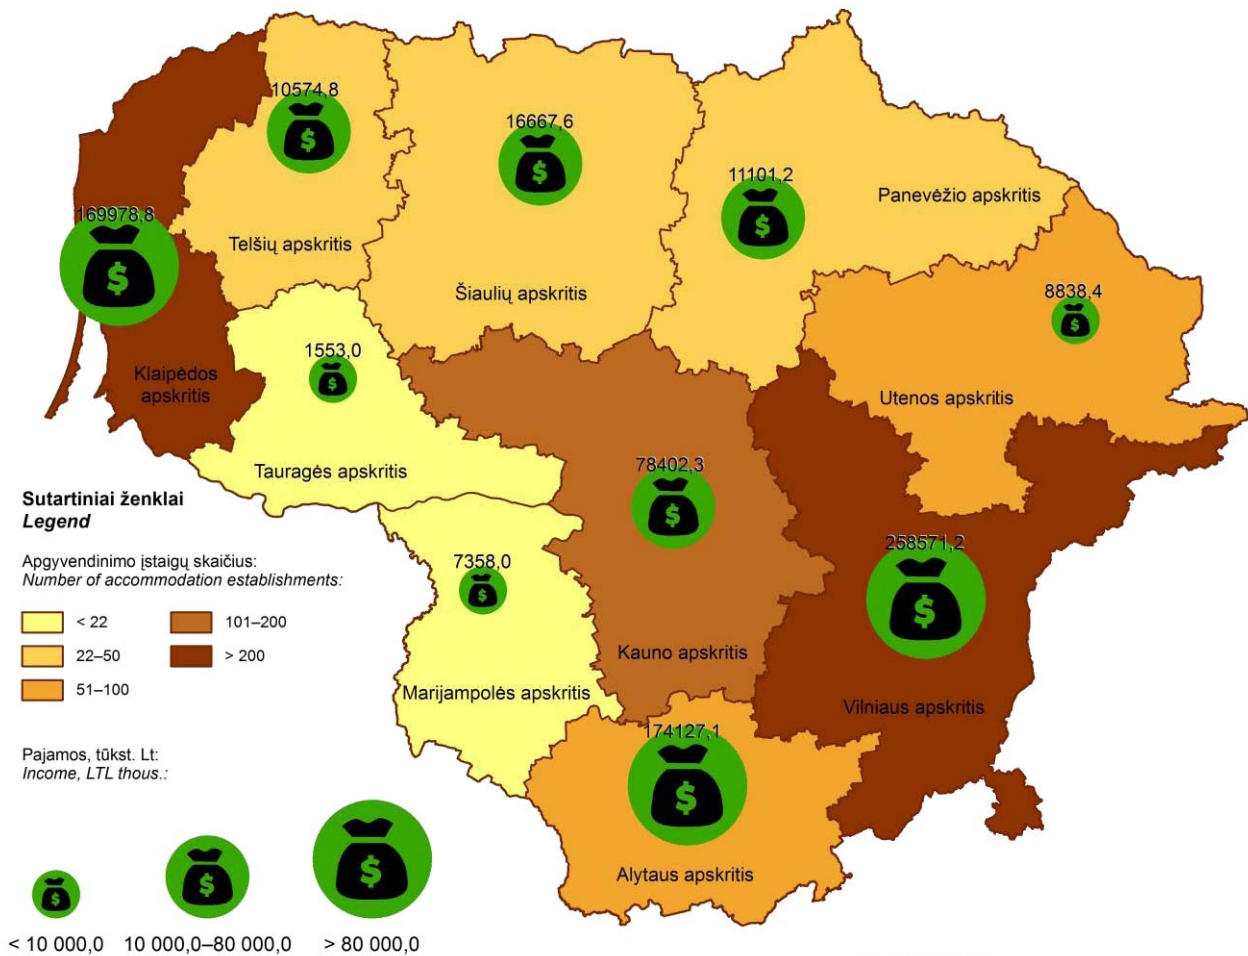 10574,8
16667,6
11101,2
Panevėžio apskritis
169978,8
Telšių apskritis
Šiaulių apskritis
8838,4
1553,0
Klaipėdos
apskritis
Utenos apskritis
Tauragės apskritis
78402,3
Sutartiniai ženklai
Legend
258571,2
Apgyvendinimo įstaigų skaičius:
Number of accommodation establishments:
7358,0
< 22
101–200
22–50
> 200
51–100
Kauno apskritis
Marijampolės apskritis
Vilniaus apskritis
174127,1
Pajamos, tūkst. Lt:
Income, LTL thous.:
Alytaus apskritis
$
$
$
$
$
$
$
$
$
$
$
$
$
< 10 000,0
10 000,0–80 000,0
> 80 000,0